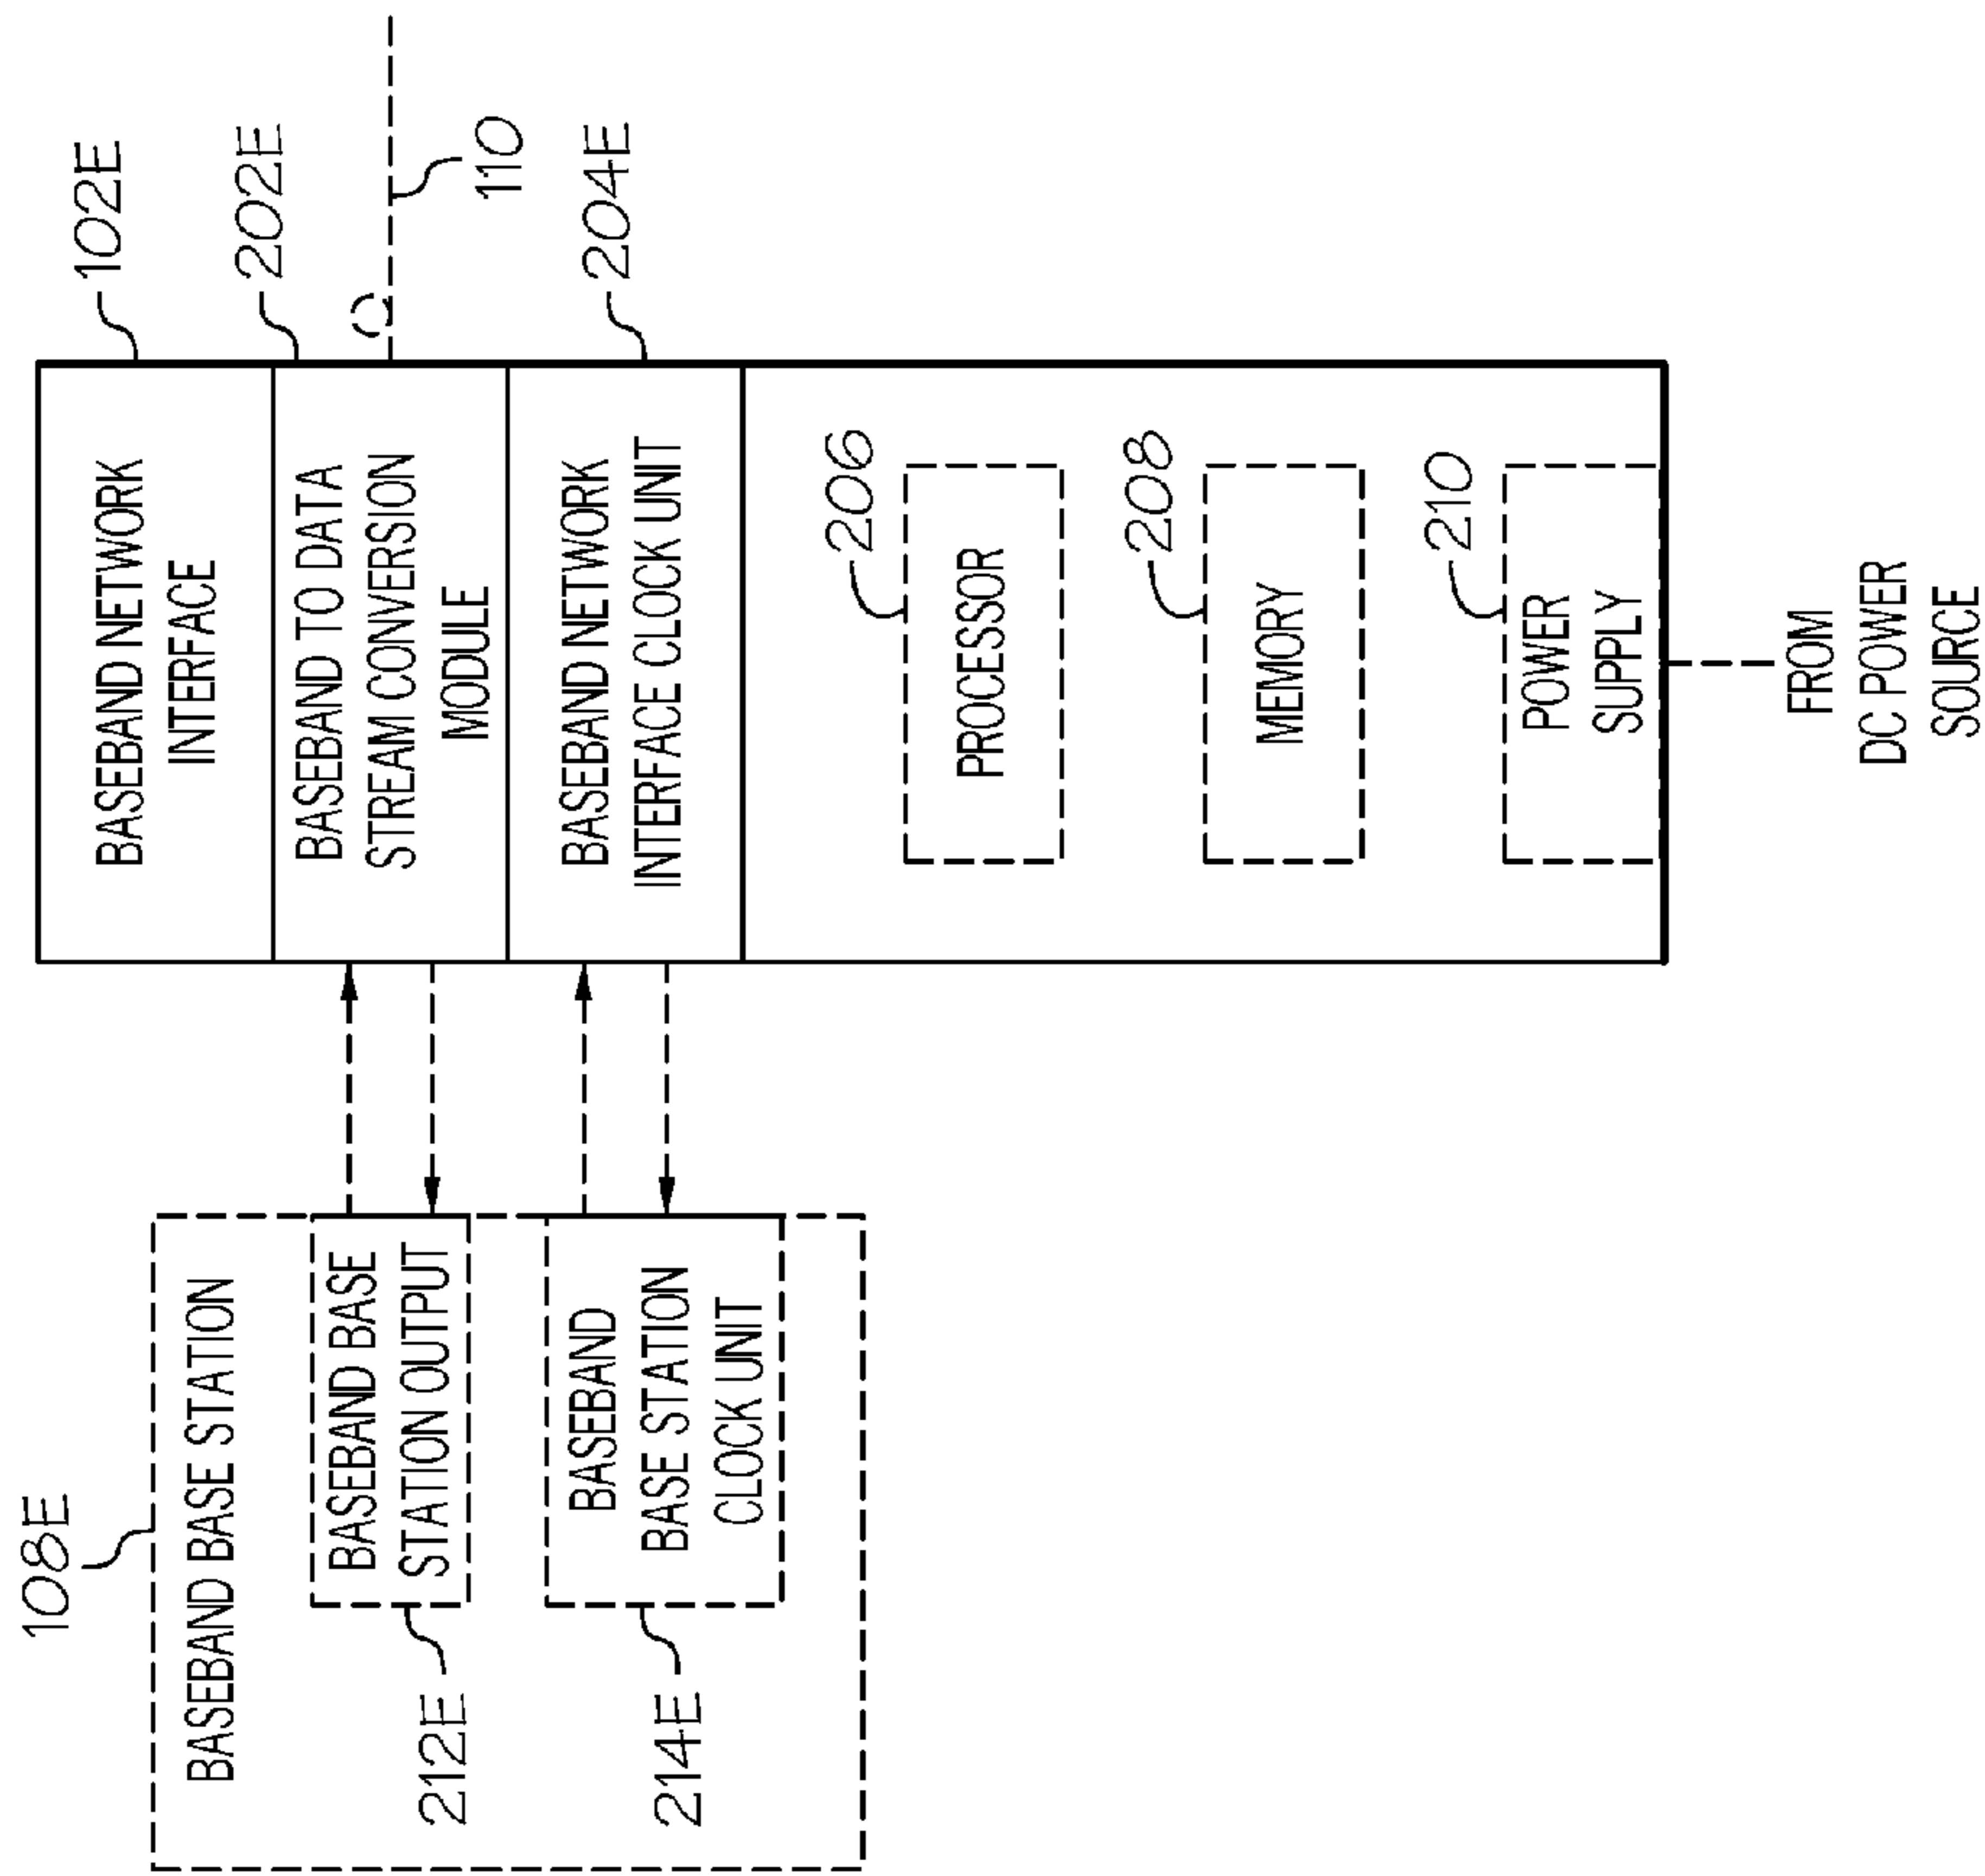 108E
BASEBAND BASE STATION
212E
BASEBAND BASE
STATION OUTPUT
214E
BASEBAND
BASE STATION
CLOCK UNIT
102E
BASEBAND NETWORK
INTERFACE
202E
BASEBAND TO DATA
STREAM CONVERSION
MODULE
110
204E
BASEBAND NETWORK
INTERFACE CLOCK UNIT
206
PROCESSOR
208
MEMORY
210
POWER
SUPPLY
FROM
DC POWER
SOURCE